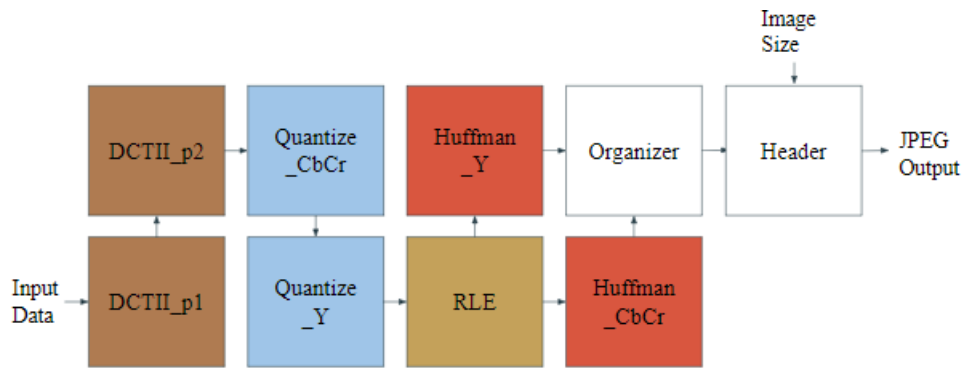 Image
Size
DCTII_p2
Quantize
_CbCr
Huffman
_Y
Organizer
Header
JPEG
Output
Input
Data
DCTII_p1
Quantize
_Y
RLE
Huffman
_CbCr